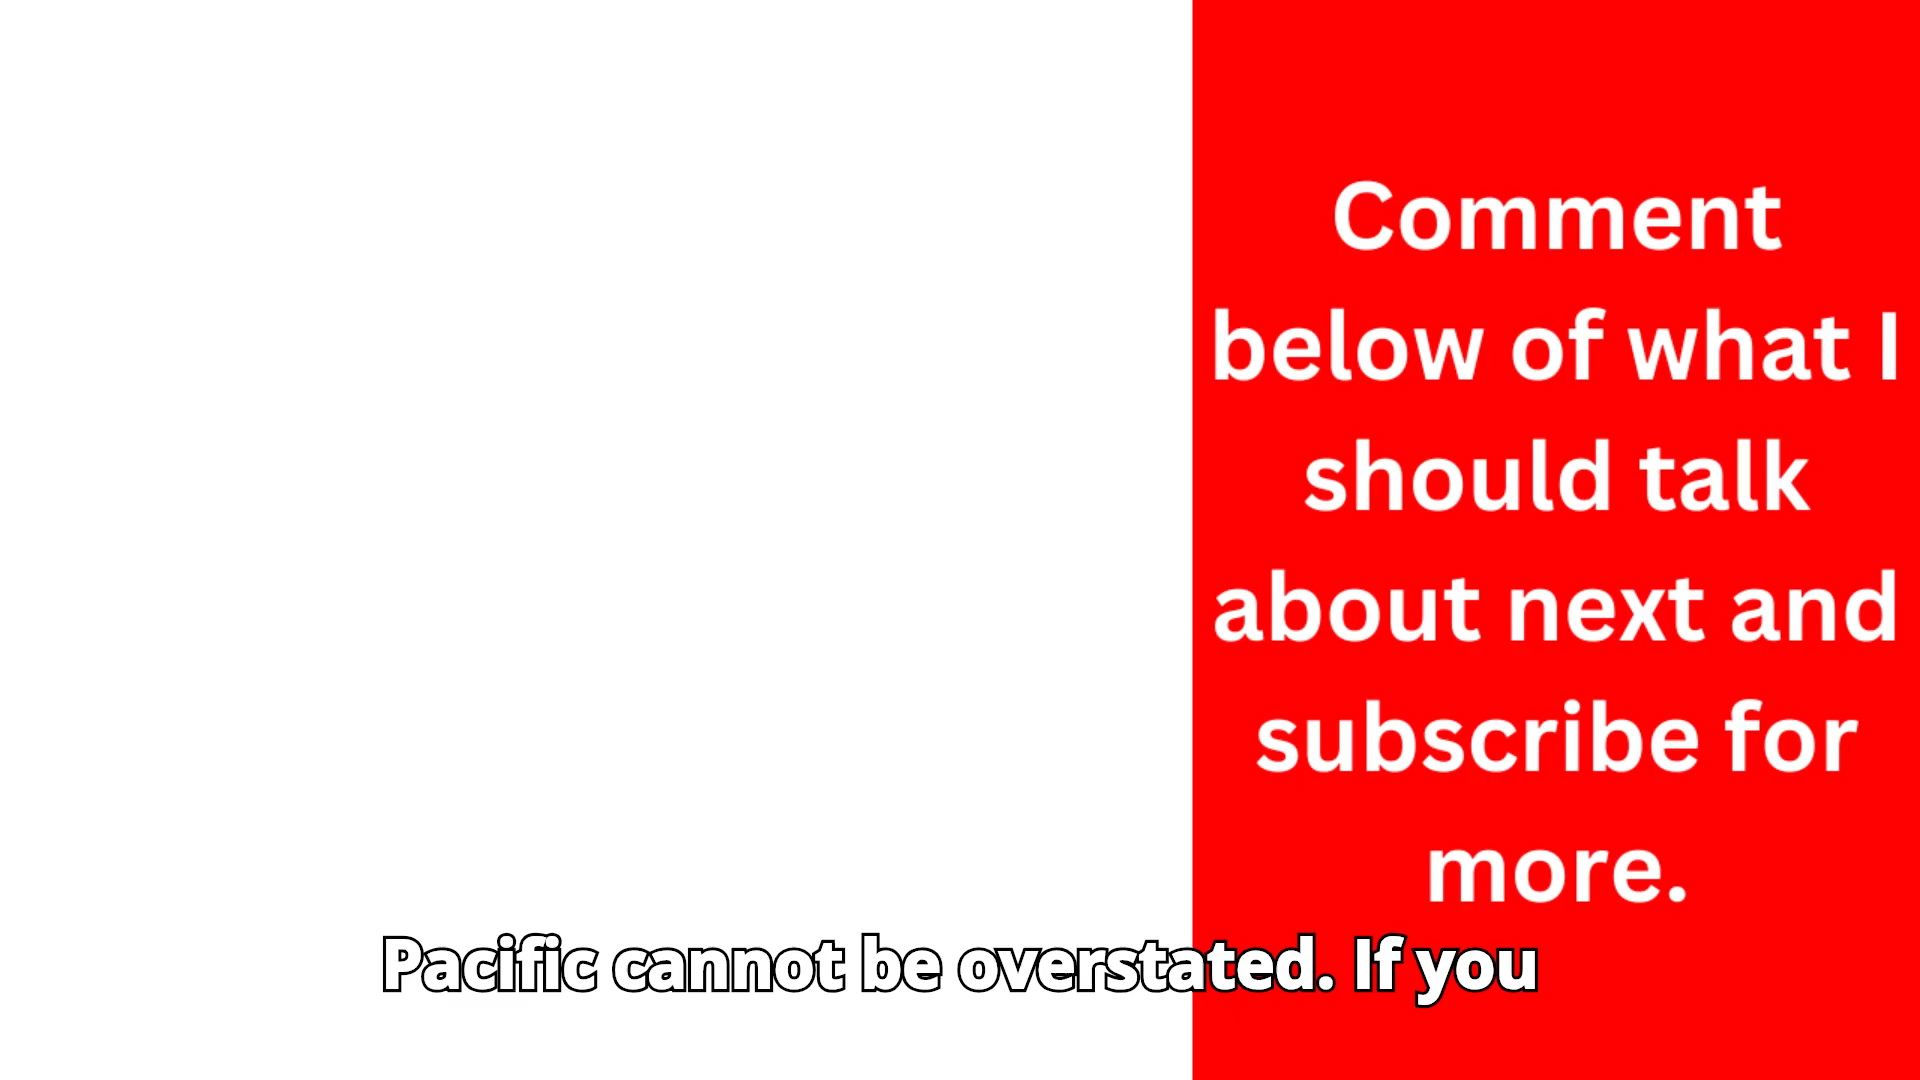 Comment
below of what I
should talk
about next and
subscribe for
more.
Pacific cannot be overstated. If you